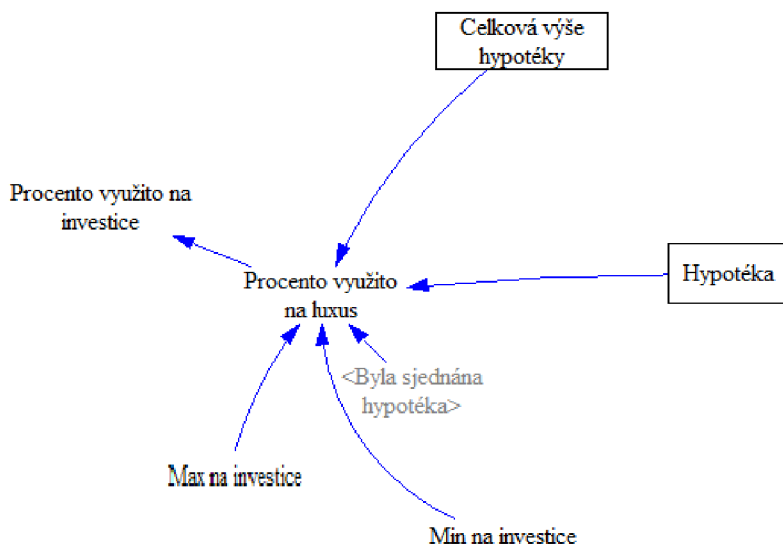 Celková výše
hypotéky
Procento využito na
investice
Procento využito
na luxus
Hypotéka
<Byla sjednána
hypotéka>
Max na investice
Min na investice